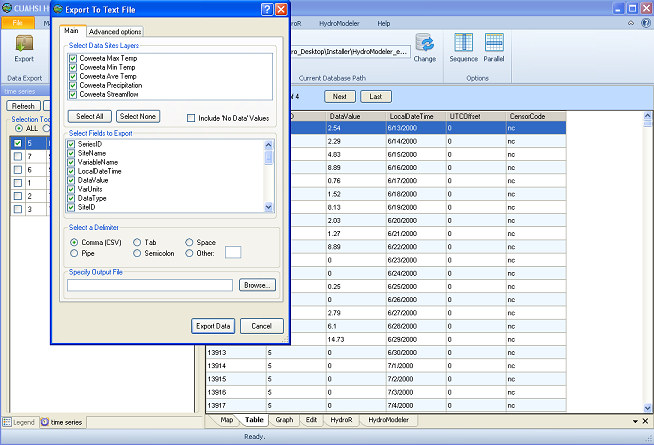 CUAHSI H
File
M
oR
HydroModeler
Export
Data Export
time series
Refresh
Selection Too
ALL
5
7
6
1
2
3
ro_Desktop\Installer\HydroModeler_e...
Change
Current Database Path
Sequence
Parallel
Options
of 4
Next
Last
D
DataValue
LocalDateTime
UTCOffset
CensorCode
2.54
6/13/2000
0
nc
2.29
6/14/2000
0
nc
4.83
6/15/2000
0
nc
8.89
6/16/2000
0
nc
0.76
6/17/2000
0
nc
1.52
6/18/2000
0
nc
8.13
6/19/2000
0
nc
2.03
6/20/2000
0
nc
1.27
6/21/2000
0
nc
8.89
6/22/2000
0
nc
0
6/23/2000
0
nc
0
6/24/2000
0
nc
0.25
6/25/2000
0
nc
0
6/26/2000
0
nc
2.79
6/27/2000
0
nc
6.1
6/28/2000
0
nc
14.73
6/29/2000
0
nc
13913
5
0
6/30/2000
0
nc
13914
5
0
7/1/2000
0
nc
13915
5
0
7/2/2000
0
nc
13916
5
0
7/3/2000
0
nc
13917
5
0
7/4/2000
0
nc
Export To Text File
Main
Advanced options
Select Data Sites Layers
Coweeta Max Temp
Coweeta Min Temp
Coweeta Ave Temp
Coweeta Precipitation
Coweeta Streamflow
Select All
Select None
Include 'No Data' Values
Select Fields to Export
SeriesID
SiteName
VariableName
LocalDateTime
DataValue
VarUnits
DataType
SiteID
Select a Delimiter
Comma (CSV)
Tab
Space
Pipe
Semicolon
Other:
Specify Output File
Browse...
Export Data
Cancel
Legend
time series
Map
Table
Graph
Edit
HydroR
HydroModeler
Ready.